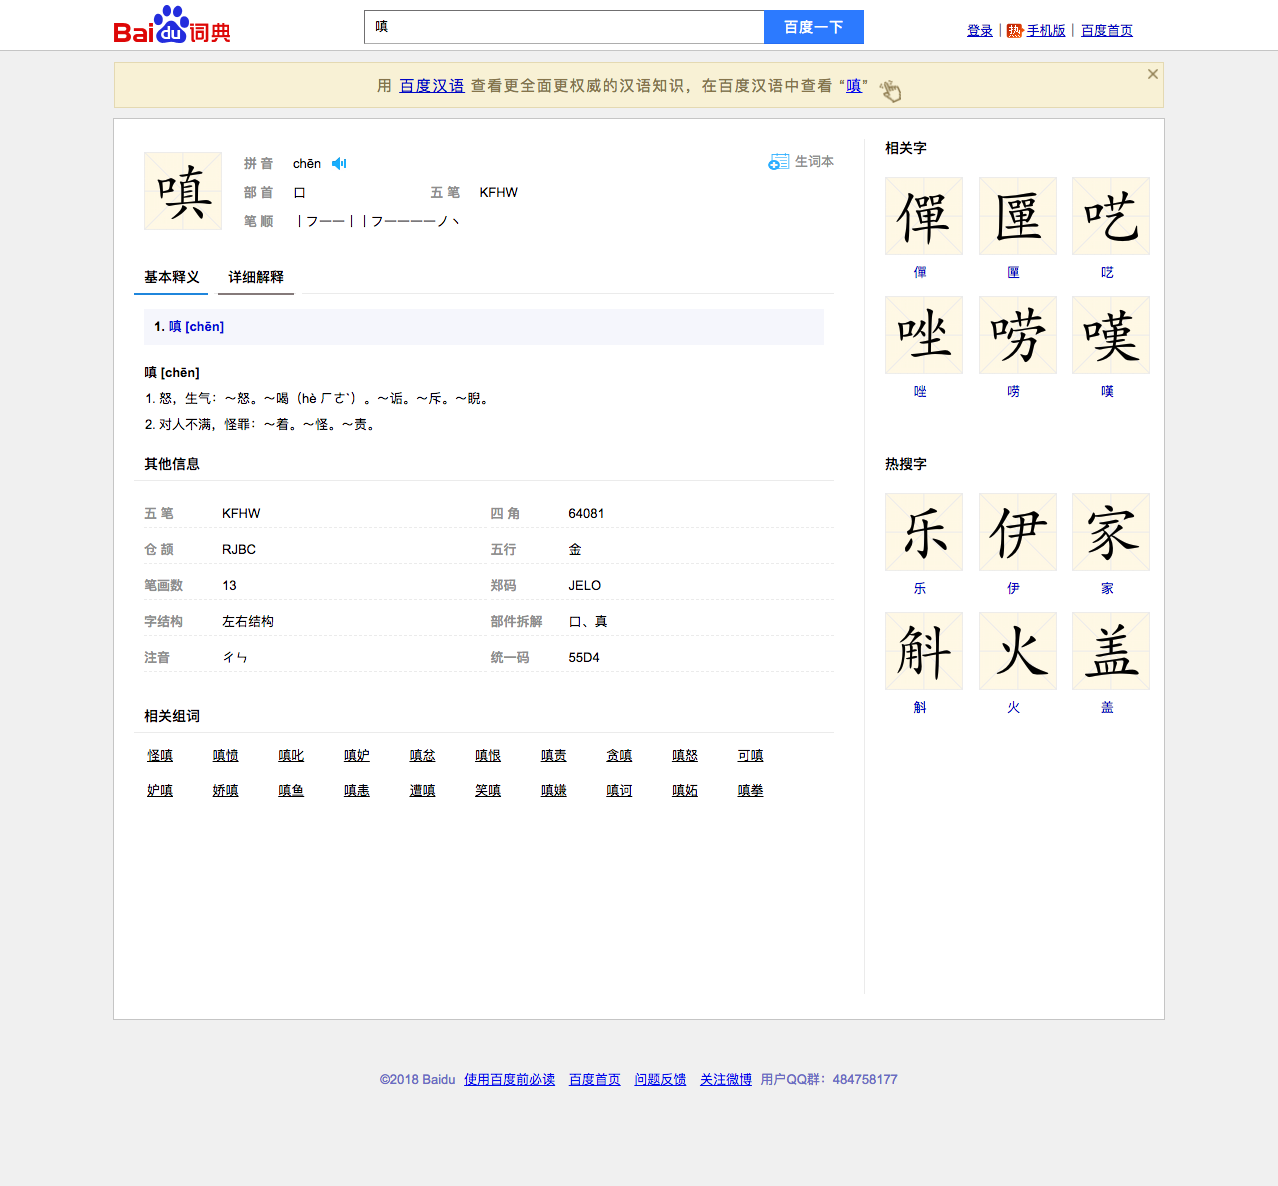 Bai du 词典
嗔
百度一下
登录 | 热 手机版 | 百度首页
用 百度汉语 查看更全面更权威的汉语知识，在百度汉语中查看 “嗔”
嗔
拼 音 chēn
生词本
部 首 口 五 笔 KFHW
笔 顺 丨フ一一丨丨フ一一一一ノ丶
基本释义 详细解释
1. 嗔 [chēn]
嗔 [chēn]
1. 怒，生气：～怒。～喝（hè ㄏㄜˋ）。～诟。～斥。～睨。
2. 对人不满，怪罪：～着。～怪。～责。
其他信息
五 笔 KFHW 四 角 64081
仓 颉 RJBC 五行 金
笔画数 13 郑码 JELO
字结构 左右结构 部件拆解 口、真
注音 ㄔㄣ 统一码 55D4
相关组词
怪嗔 嗔愤 嗔叱 嗔妒 嗔忿 嗔恨 嗔责 贪嗔 嗔怒 可嗔
妒嗔 娇嗔 嗔鱼 嗔恚 遭嗔 笑嗔 嗔嫌 嗔诃 嗔妬 嗔拳
相关字
僤 匰 呓
僤 匰 呓
唑 唠 嘆
唑 唠 嘆
热搜字
乐 伊 家
乐 伊 家
斛 火 盖
斛 火 盖
©2018 Baidu 使用百度前必读 百度首页 问题反馈 关注微博 用户QQ群：484758177